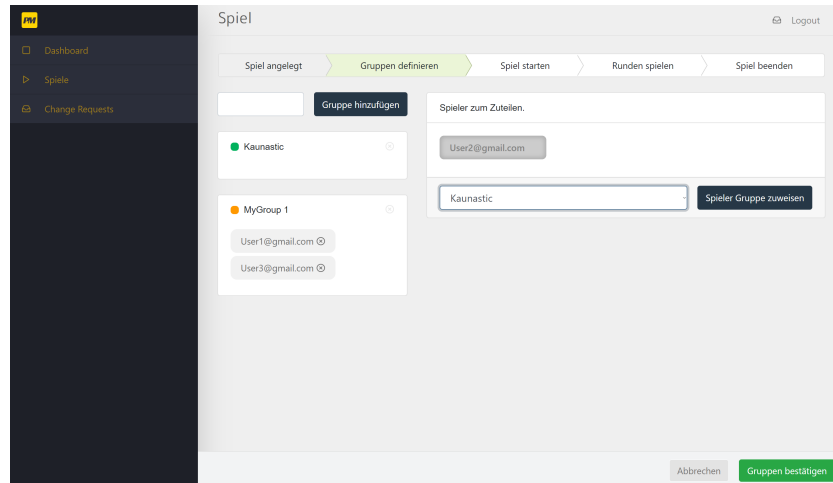 PM
Dashboard
Spiele
Change Requests
Spiel
Logout
Spiel angelegt
Gruppen definieren
Spiel starten
Runden spielen
Spiel beenden
Gruppe hinzufügen
Kaunastic
MyGroup 1
User1@gmail.com
User3@gmail.com
Spieler zum Zuteilen.
User2@gmail.com
Kaunastic
Spieler Gruppe zuweisen
Abbrechen
Gruppen bestätigen